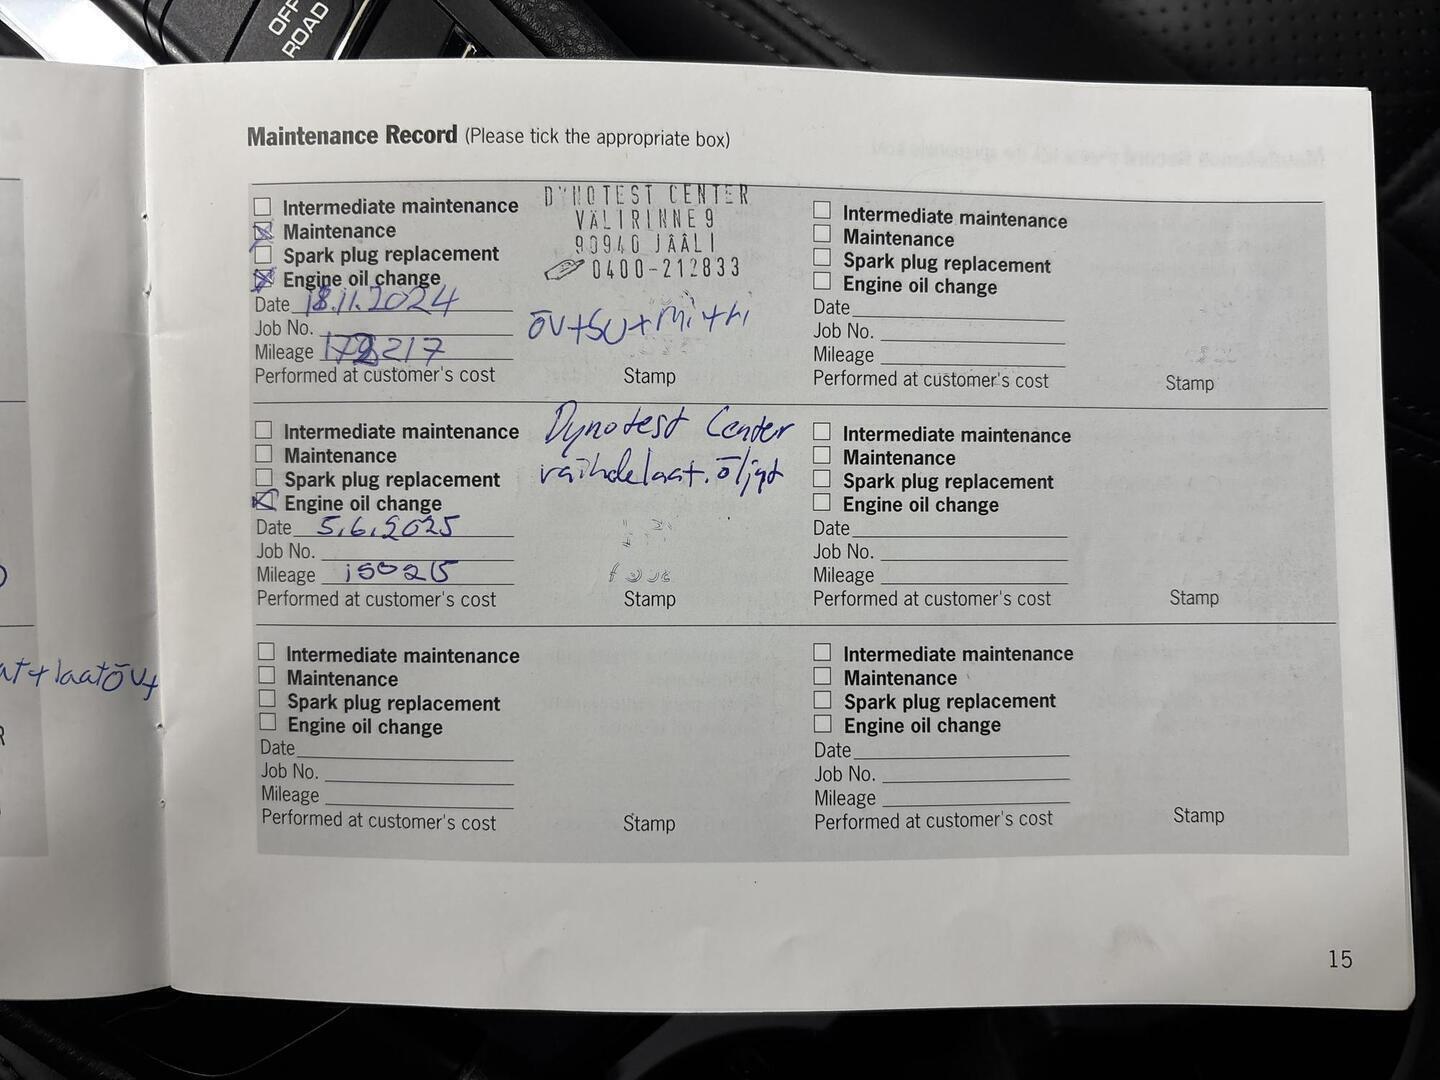 OFF
ROAD
Maintenance Record (Please tick the appropriate box)
Intermediate maintenance
Maintenance
Spark plug replacement
Engine oil change
Date 18.11.2024
Job No.
Mileage
Performed at customer's cost
DYNOTEST CENTER
VÄLIRINNE 9
90940 JÄÄLI
0400-212833
öv+SU+
Stamp
Intermediate maintenance
Maintenance
Spark plug replacement
Engine oil change
Date
Job No.
Mileage
Performed at customer's cost
Stamp
Intermediate maintenance
Maintenance
Spark plug replacement
Engine oil change
Date 5.6.2025
Job No.
Mileage
Performed at customer's cost
Dynotest Center
vaihdelaat. öljyt
Stamp
Intermediate maintenance
Maintenance
Spark plug replacement
Engine oil change
Date
Job No.
Mileage
Performed at customer's cost
Stamp
Intermediate maintenance
Maintenance
Spark plug replacement
Engine oil change
Date
Job No.
Mileage
Performed at customer's cost
Stamp
Intermediate maintenance
Maintenance
Spark plug replacement
Engine oil change
Date
Job No.
Mileage
Performed at customer's cost
Stamp
15